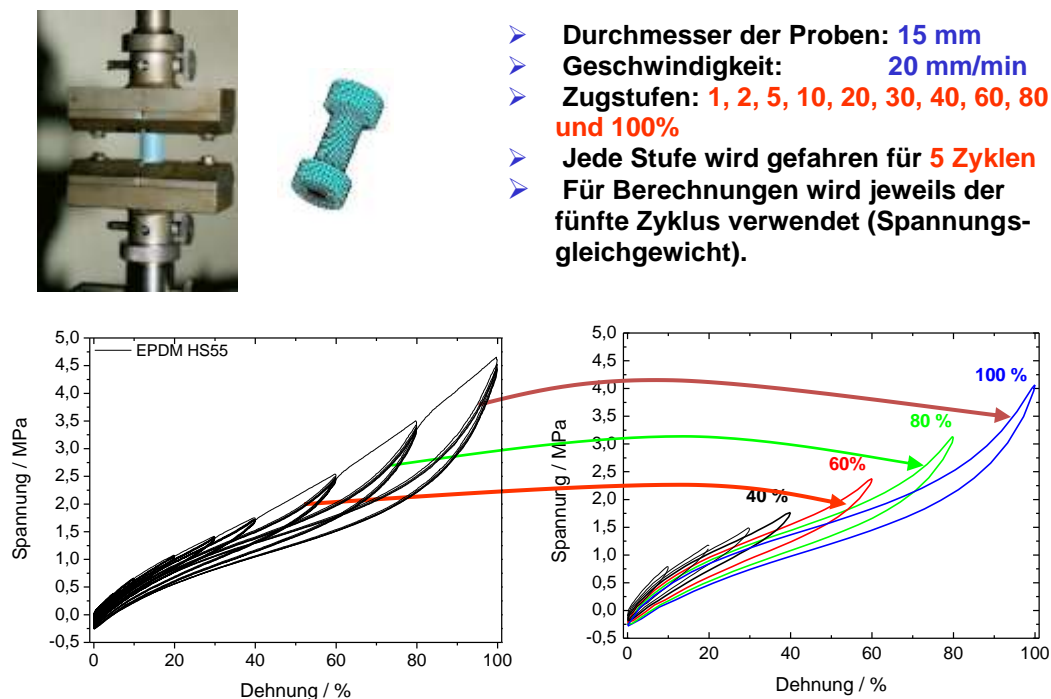 Durchmesser der Proben: 15 mm
Geschwindigkeit: 20 mm/min
Zugstufen: 1, 2, 5, 10, 20, 30, 40, 60, 80
und 100%
Jede Stufe wird gefahren für 5 Zyklen
Für Berechnungen wird jeweils der
fünfte Zyklus verwendet (Spannungs-
gleichgewicht).
5,0
4,5
4,0
3,5
3,0
2,5
2,0
1,5
1,0
0,5
0,0
-0,5
Spannung / MPa
EPDM HS55
0 20 40 60 80 100
Dehnung / %
5,0
4,5
4,0
3,5
3,0
2,5
2,0
1,5
1,0
0,5
0,0
-0,5
Spannung / MPa
100 %
80 %
60%
40 %
0 20 40 60 80 100
Dehnung / %